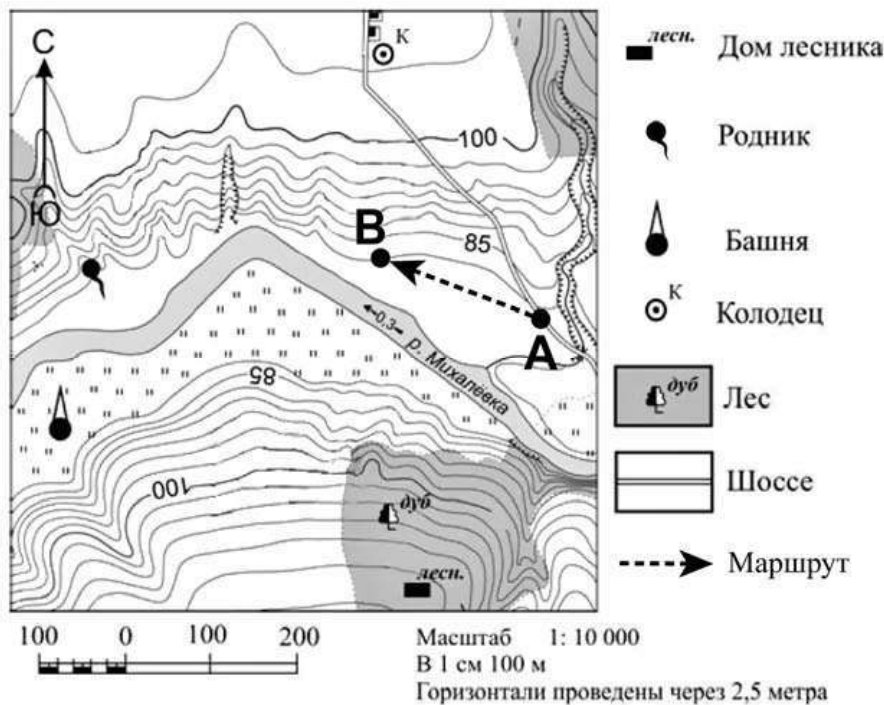 С
Ю
К
100
85
В
А
0,3
р. Михалёвка
85
100
дуб
лесн.
100 0 100 200
Масштаб 1: 10 000
В 1 см 100 м
Горизонтали проведены через 2,5 метра
лесн. Дом лесника
Родник
Башня
К Колодец
дуб Лес
Шоссе
Маршрут